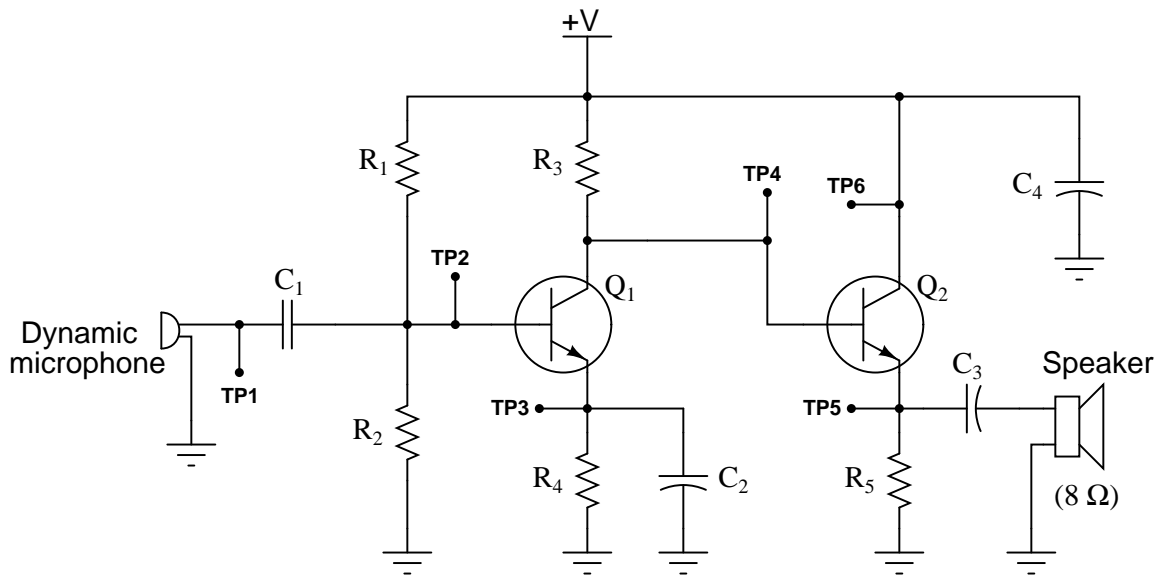 +V
R1
R3
TP4
TP6
C4
TP2
C1
Q1
Q2
Dynamic
microphone
TP1
C3
Speaker
TP3
TP5
R2
R4
C2
R5
(8 Ω)